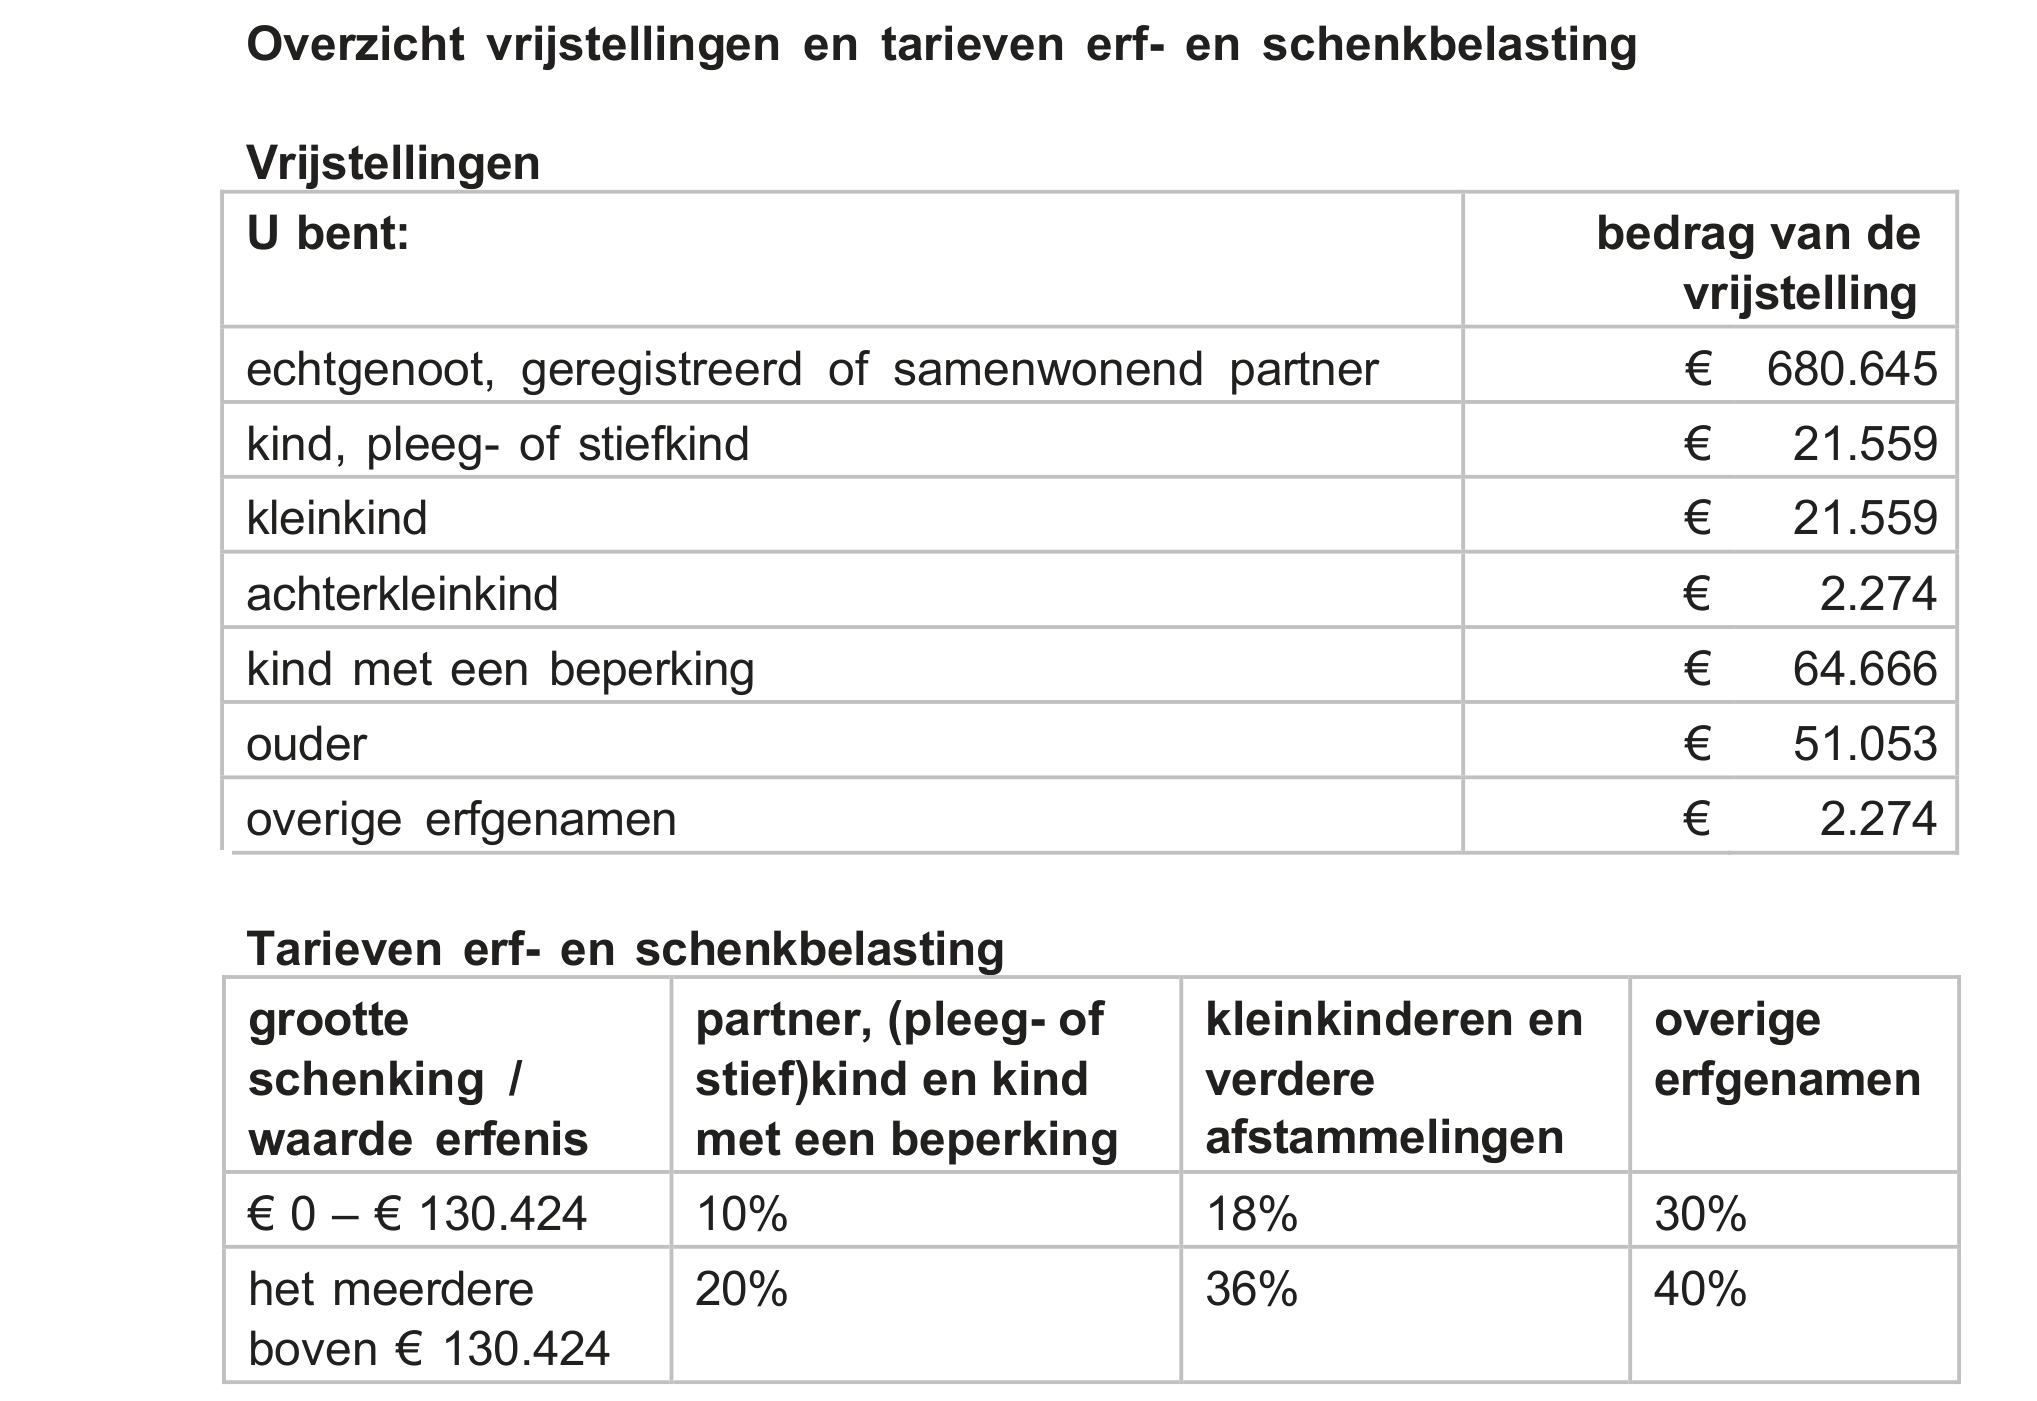 Overzicht vrijstellingen en tarieven erf- en schenkbelasting
Vrijstellingen
U bent:
bedrag van de
vrijstelling
echtgenoot, geregistreerd of samenwonend partner € 680.645
kind, pleeg- of stiefkind € 21.559
kleinkind € 21.559
achterkleinkind € 2.274
kind met een beperking € 64.666
ouder € 51.053
overige erfgenamen € 2.274
Tarieven erf- en schenkbelasting
grootte
schenking /
waarde erfenis
partner, (pleeg- of
stief)kind en kind
met een beperking
kleinkinderen en
verdere
afstammelingen
overige
erfgenamen
€ 0 – € 130.424 10% 18% 30%
het meerdere
boven € 130.424
20% 36% 40%